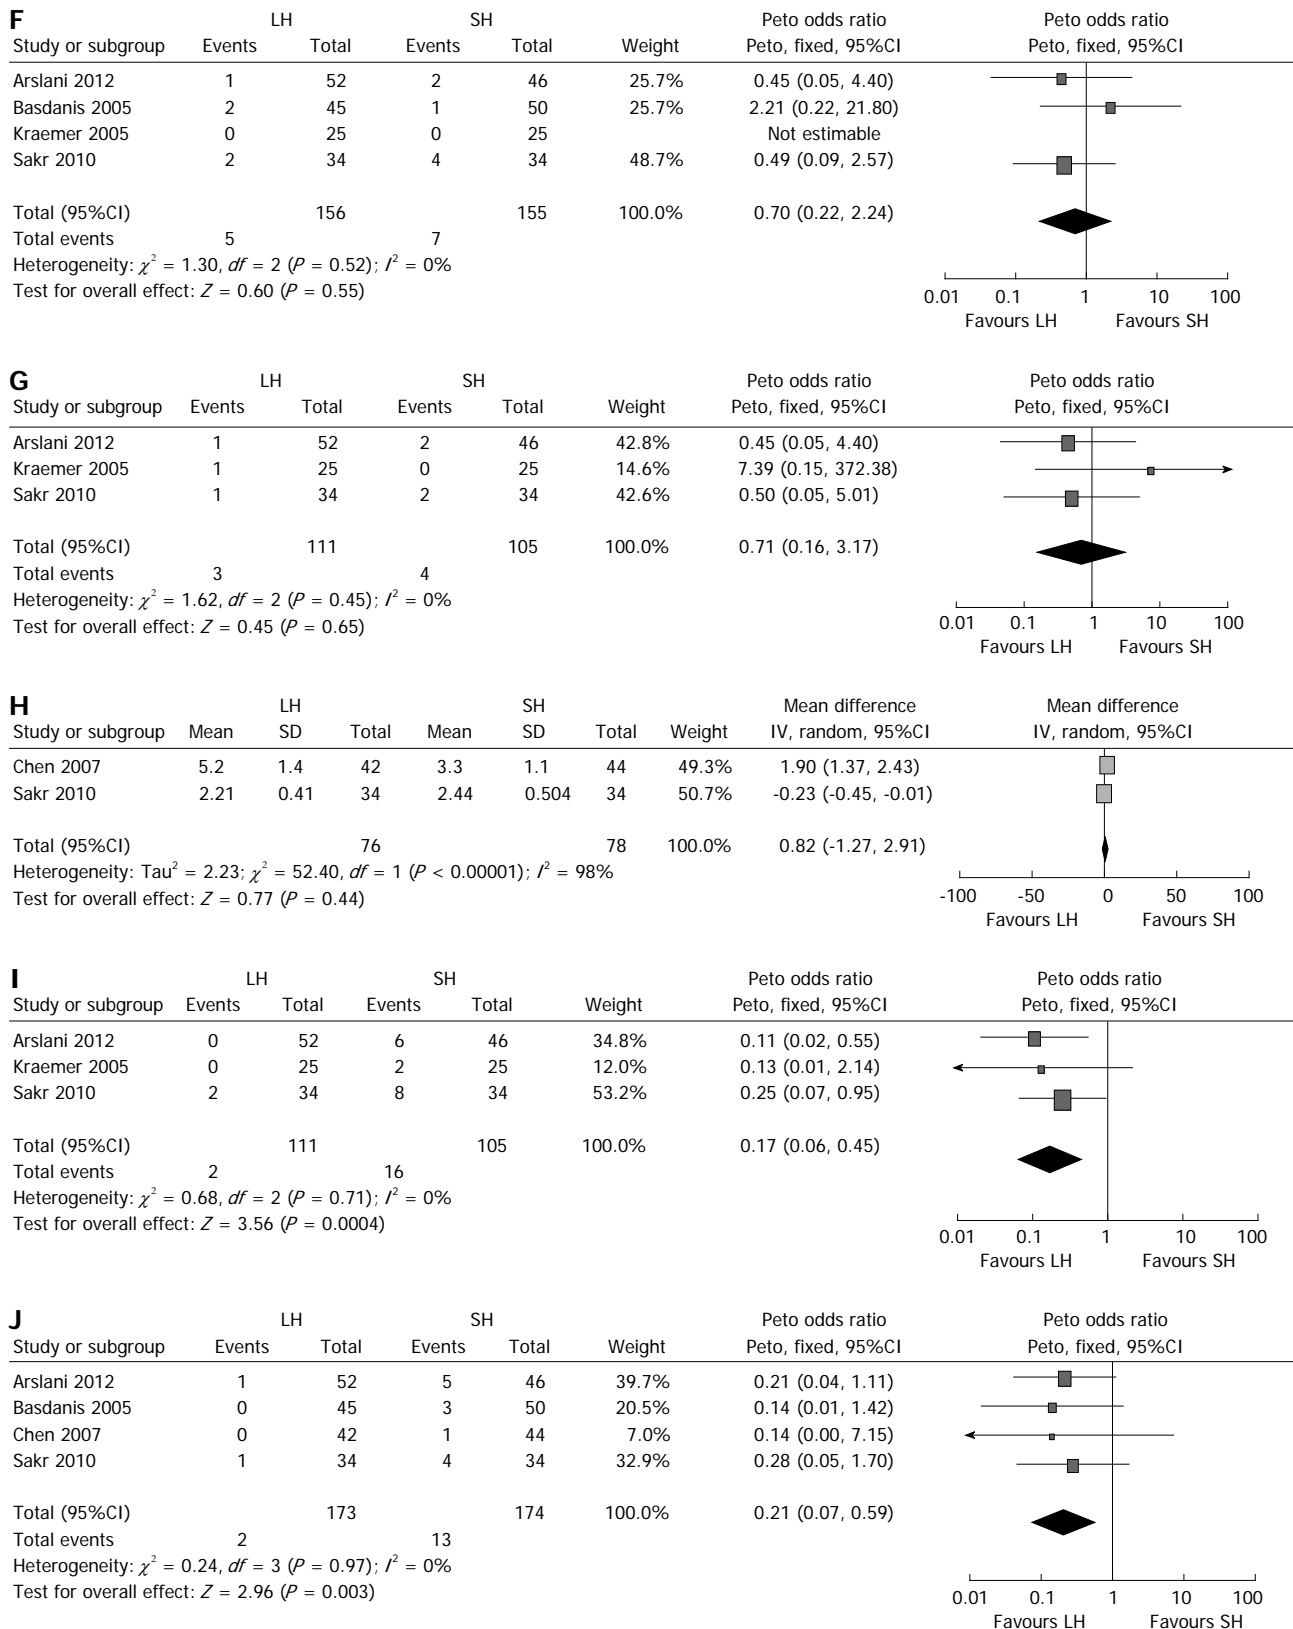 F LH SH Peto odds ratio Peto odds ratio
Study or subgroup Events Total Events Total Weight Peto, fixed, 95%CI Peto, fixed, 95%CI
Arslani 2012 1 52 2 46 25.7% 0.45 (0.05, 4.40)
Basdanis 2005 2 45 1 50 25.7% 2.21 (0.22, 21.80)
Kraemer 2005 0 25 0 25 Not estimable
Sakr 2010 2 34 4 34 48.7% 0.49 (0.09, 2.57)
Total (95%CI) 156 155 100.0% 0.70 (0.22, 2.24)
Total events 5 7
Heterogeneity: χ² = 1.30, df = 2 (P = 0.52); I² = 0%
Test for overall effect: Z = 0.60 (P = 0.55)
0.01 0.1 1 10 100
Favours LH Favours SH
G LH SH Peto odds ratio Peto odds ratio
Study or subgroup Events Total Events Total Weight Peto, fixed, 95%CI Peto, fixed, 95%CI
Arslani 2012 1 52 2 46 42.8% 0.45 (0.05, 4.40)
Kraemer 2005 1 25 0 25 14.6% 7.39 (0.15, 372.38)
Sakr 2010 1 34 2 34 42.6% 0.50 (0.05, 5.01)
Total (95%CI) 111 105 100.0% 0.71 (0.16, 3.17)
Total events 3 4
Heterogeneity: χ² = 1.62, df = 2 (P = 0.45); I² = 0%
Test for overall effect: Z = 0.45 (P = 0.65)
0.01 0.1 1 10 100
Favours LH Favours SH
H LH SH Mean difference Mean difference
Study or subgroup Mean SD Total Mean SD Total Weight IV, random, 95%CI IV, random, 95%CI
Chen 2007 5.2 1.4 42 3.3 1.1 44 49.3% 1.90 (1.37, 2.43)
Sakr 2010 2.21 0.41 34 2.44 0.504 34 50.7% -0.23 (-0.45, -0.01)
Total (95%CI) 76 78 100.0% 0.82 (-1.27, 2.91)
Heterogeneity: Tau² = 2.23; χ² = 52.40, df = 1 (P < 0.00001); I² = 98%
Test for overall effect: Z = 0.77 (P = 0.44)
-100 -50 0 50 100
Favours LH Favours SH
I LH SH Peto odds ratio Peto odds ratio
Study or subgroup Events Total Events Total Weight Peto, fixed, 95%CI Peto, fixed, 95%CI
Arslani 2012 0 52 6 46 34.8% 0.11 (0.02, 0.55)
Kraemer 2005 0 25 2 25 12.0% 0.13 (0.01, 2.14)
Sakr 2010 2 34 8 34 53.2% 0.25 (0.07, 0.95)
Total (95%CI) 111 105 100.0% 0.17 (0.06, 0.45)
Total events 2 16
Heterogeneity: χ² = 0.68, df = 2 (P = 0.71); I² = 0%
Test for overall effect: Z = 3.56 (P = 0.0004)
0.01 0.1 1 10 100
Favours LH Favours SH
J LH SH Peto odds ratio Peto odds ratio
Study or subgroup Events Total Events Total Weight Peto, fixed, 95%CI Peto, fixed, 95%CI
Arslani 2012 1 52 5 46 39.7% 0.21 (0.04, 1.11)
Basdanis 2005 0 45 3 50 20.5% 0.14 (0.01, 1.42)
Chen 2007 0 42 1 44 7.0% 0.14 (0.00, 7.15)
Sakr 2010 1 34 4 34 32.9% 0.28 (0.05, 1.70)
Total (95%CI) 173 174 100.0% 0.21 (0.07, 0.59)
Total events 2 13
Heterogeneity: χ² = 0.24, df = 3 (P = 0.97); I² = 0%
Test for overall effect: Z = 2.96 (P = 0.003)
0.01 0.1 1 10 100
Favours LH Favours SH